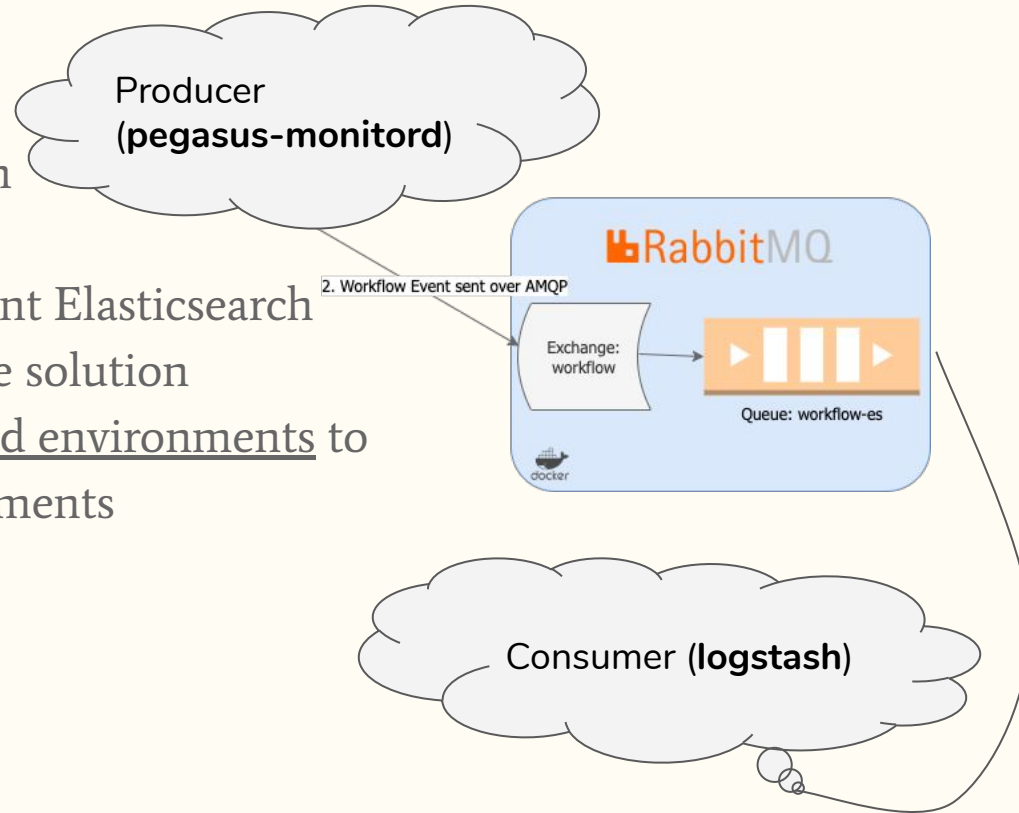 Producer
(pegasus-monitord)
nt Elasticsearch
e solution
d environments to
ments
2. Workflow Event sent over AMQP
RabbitMQ
Exchange:
workflow
Queue: workflow-es
docker
Consumer (logstash)